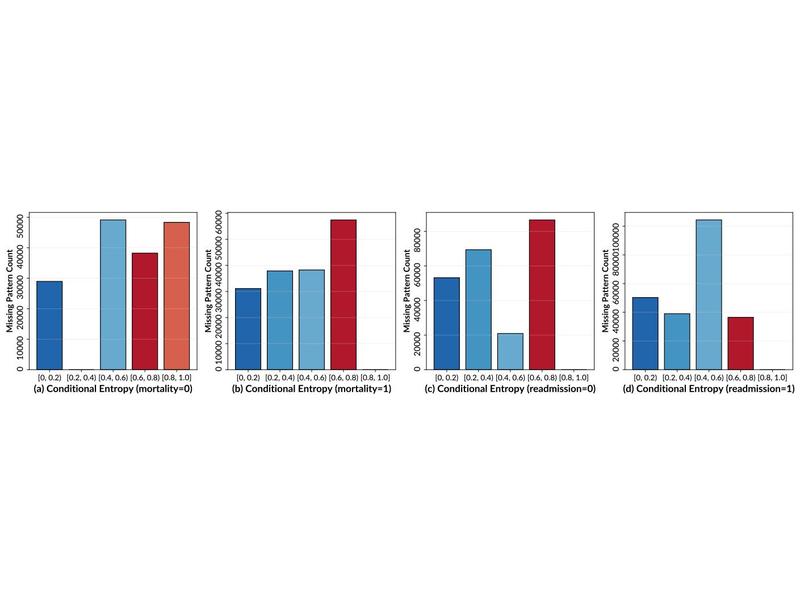 Missing Pattern Count
0 10000 20000 30000 40000 50000
[0, 0.2) [0.2, 0.4) [0.4, 0.6) [0.6, 0.8) [0.8, 1.0]
(a) Conditional Entropy (mortality=0)
Missing Pattern Count
0 10000 20000 30000 40000 50000 60000
[0, 0.2) [0.2, 0.4) [0.4, 0.6) [0.6, 0.8) [0.8, 1.0]
(b) Conditional Entropy (mortality=1)
Missing Pattern Count
0 20000 40000 60000 80000
[0, 0.2) [0.2, 0.4) [0.4, 0.6) [0.6, 0.8) [0.8, 1.0]
(c) Conditional Entropy (readmission=0)
Missing Pattern Count
0 20000 40000 60000 80000100000
[0, 0.2) [0.2, 0.4) [0.4, 0.6) [0.6, 0.8) [0.8, 1.0]
(d) Conditional Entropy (readmission=1)